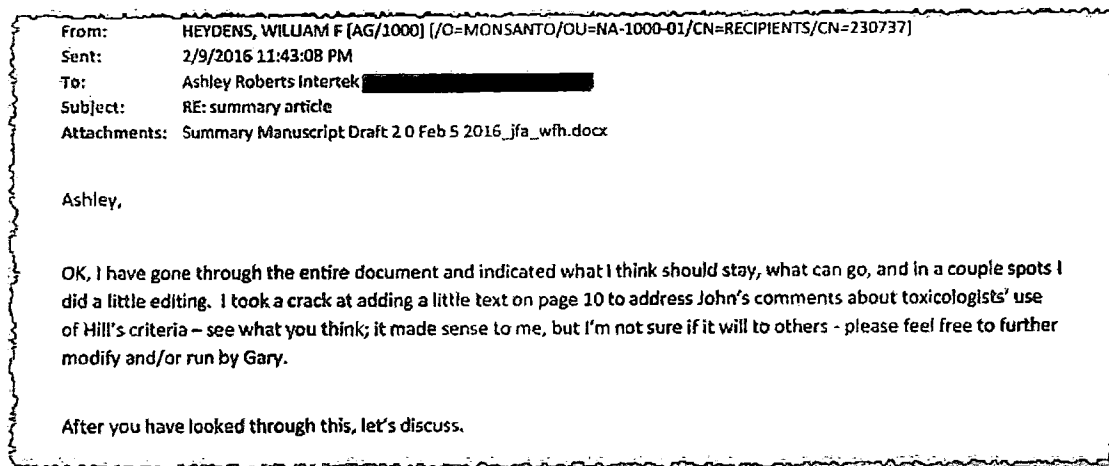 From: HEYDENS, WILLIAM F [AG/1000] [/O=MONSANTO/OU=NA-1000-01/CN=RECIPIENTS/CN=230737]
Sent: 2/9/2016 11:43:08 PM
To: Ashley Roberts Intertek
Subject: RE: summary article
Attachments: Summary Manuscript Draft 2 0 Feb 5 2016_jfa_wfh.docx
Ashley,
OK, I have gone through the entire document and indicated what I think should stay, what can go, and in a couple spots I
did a little editing. I took a crack at adding a little text on page 10 to address John's comments about toxicologists' use
of Hill's criteria – see what you think; it made sense to me, but I'm not sure if it will to others - please feel free to further
modify and/or run by Gary.
After you have looked through this, let's discuss.